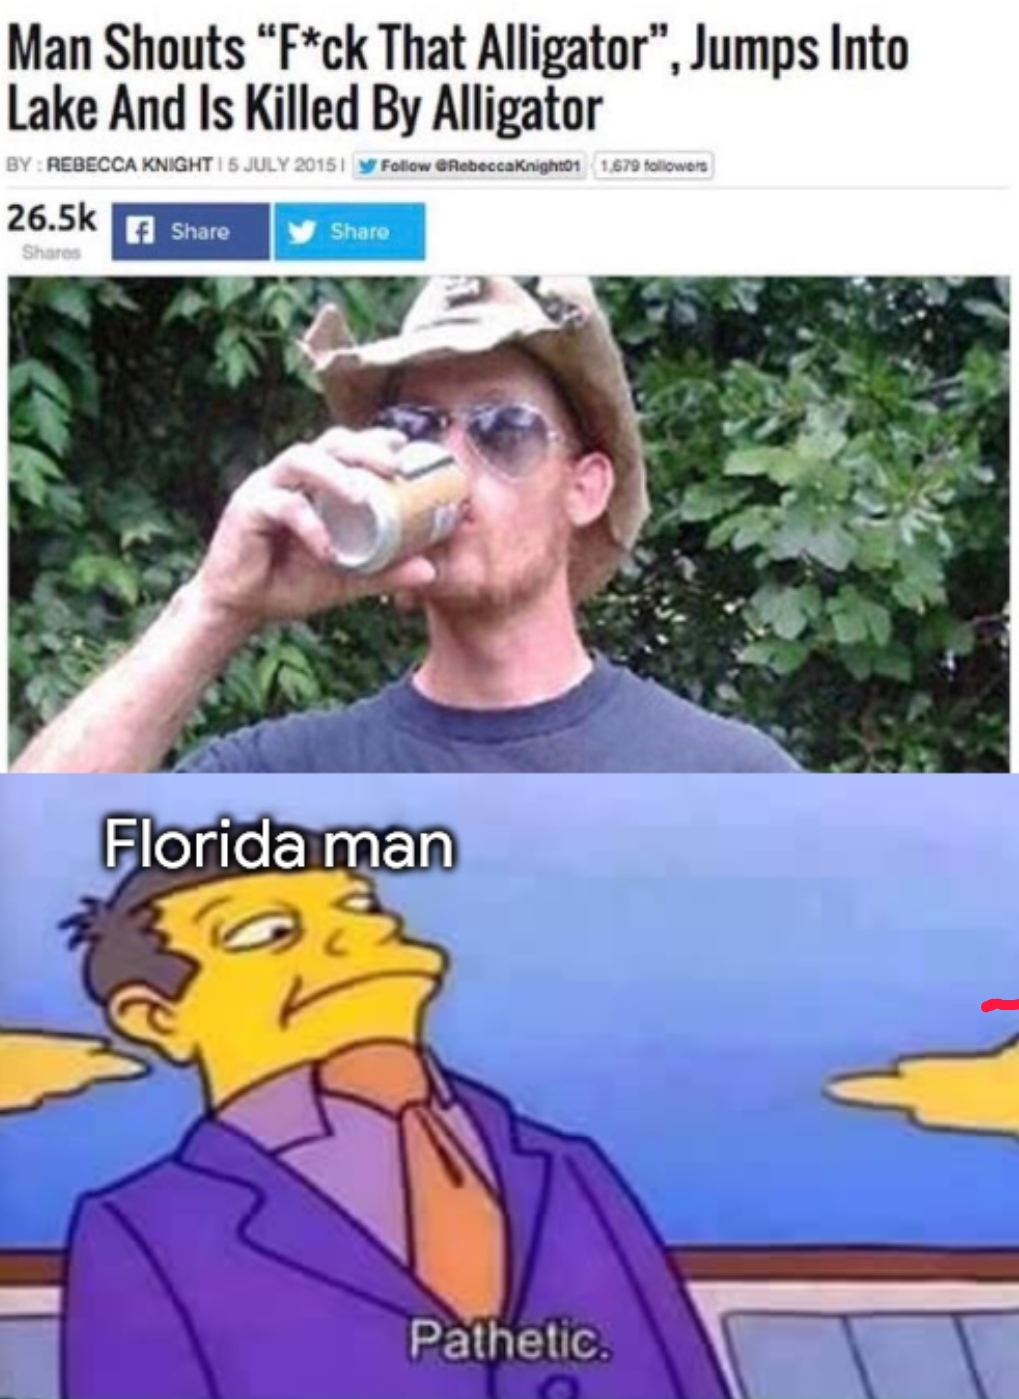 Man Shouts “F*ck That Alligator”, Jumps Into
Lake And Is Killed By Alligator
BY : REBECCA KNIGHT | 5 JULY 2015 | Follow @RebeccaKnight01 1,679 followers
26.5k
Shares
Share
Share
Florida man
Pathetic.